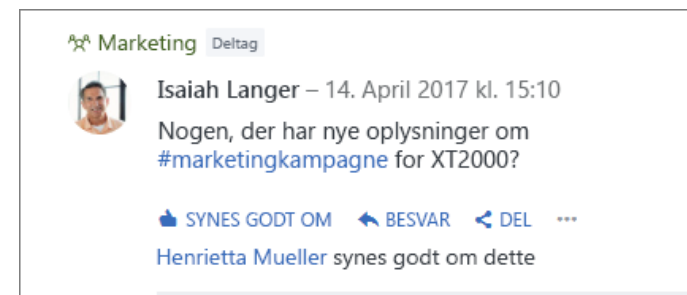 Marketing Deltag
Isaiah Langer – 14. April 2017 kl. 15:10
Nogen, der har nye oplysninger om
#marketingkampagne for XT2000?
SYNES GODT OM BESVAR DEL
Henrietta Mueller synes godt om dette